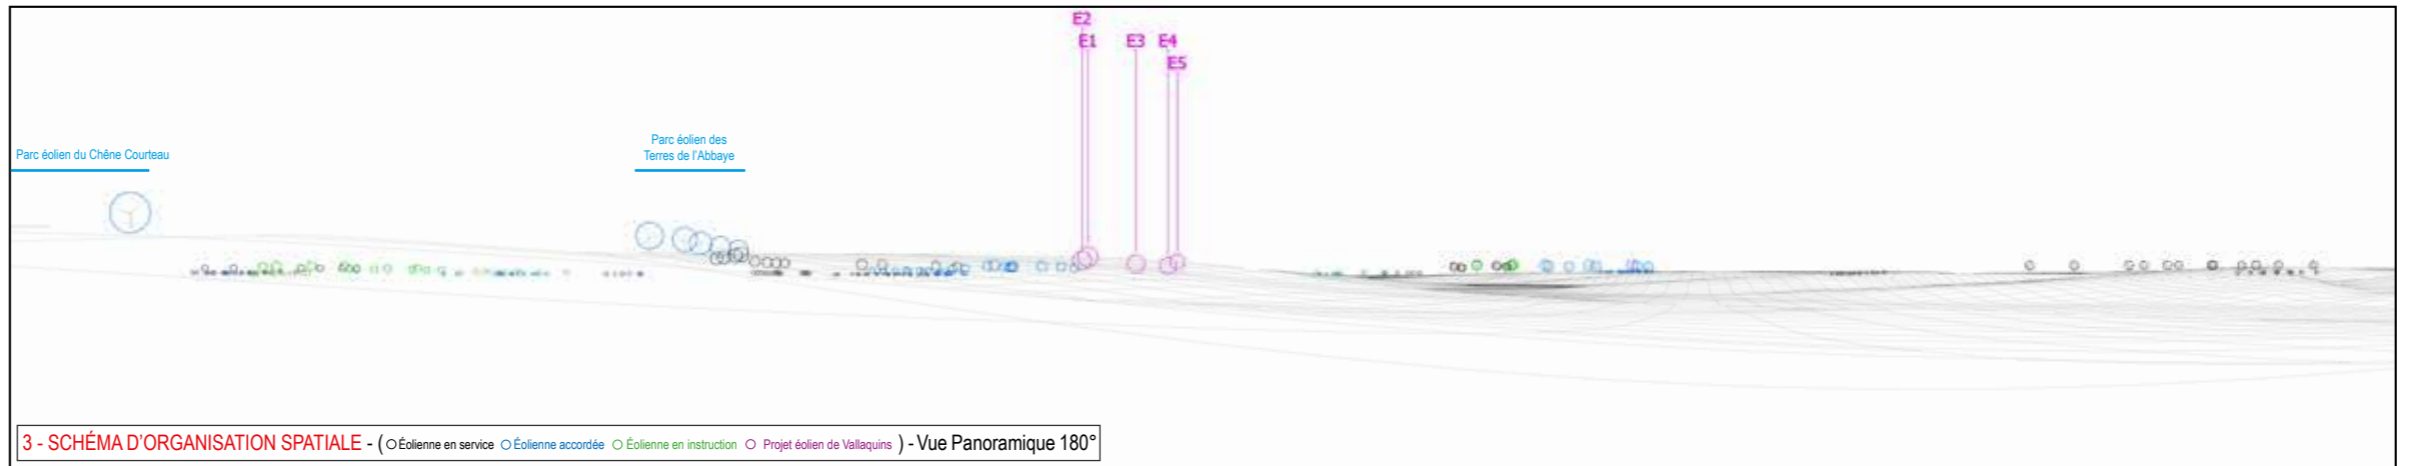 E2
E1
E3
E4
E5
Parc éolien du Chêne Courteau
Parc éolien des
Terres de l'Abbaye
3 - SCHÉMA D'ORGANISATION SPATIALE - ( Éolienne en service Éolienne accordée Éolienne en instruction Projet éolien de Vallaquins ) - Vue Panoramique 180°